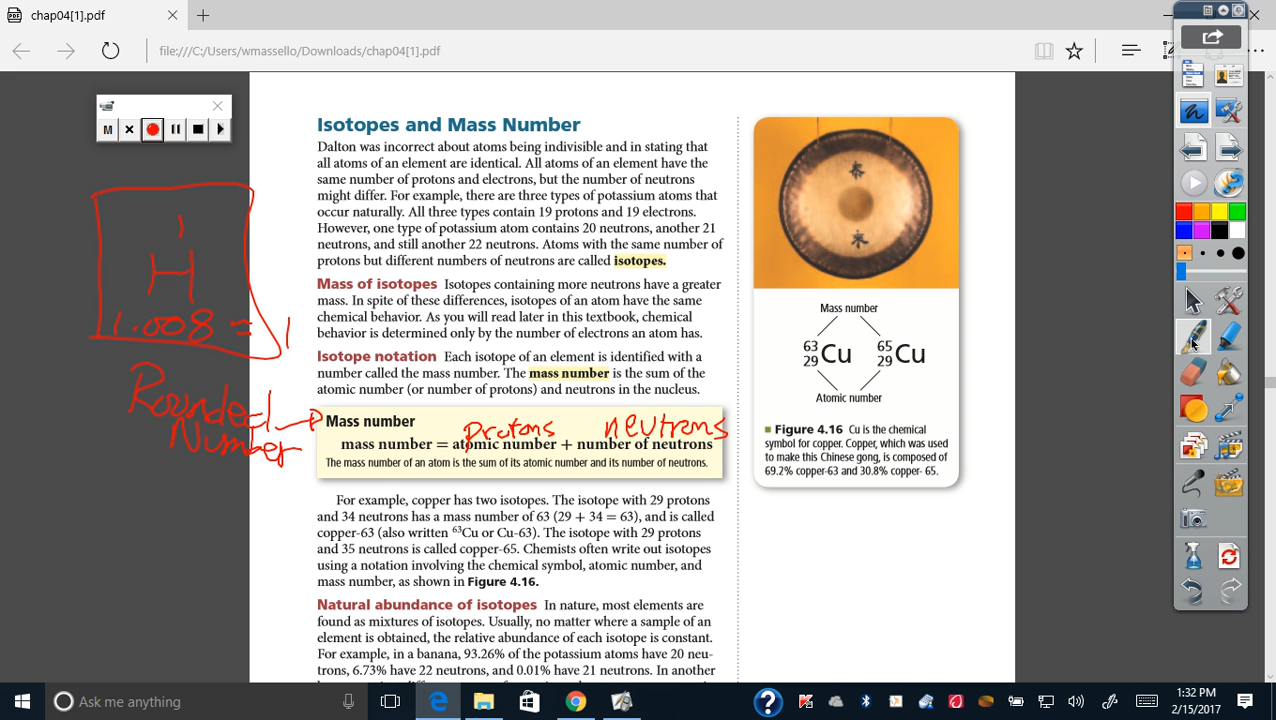 chap04[1].pdf
file:///C:/Users/wmassello/Downloads/chap04[1].pdf
M
1
H
1.008 = 1
Rounded
Number
Isotopes and Mass Number
Dalton was incorrect about atoms being indivisible and in stating that
all atoms of an element are identical. All atoms of an element have the
same number of protons and electrons, but the number of neutrons
might differ. For example, there are three types of potassium atoms that
occur naturally. All three types contain 19 protons and 19 electrons.
However, one type of potassium contains 20 neutrons, another 21
neutrons, and still another 22 neutrons. Atoms with the same number of
protons but different numbers of neutrons are called isotopes.
Mass of isotopes Isotopes containing more neutrons have a greater
mass. In spite of these differences, isotopes of an atom have the same
chemical behavior. As you will read later in this textbook, chemical
behavior is determined only by the number of electrons an atom has.
Isotope notation Each isotope of an element is identified with a
number called the mass number. The mass number is the sum of the
atomic number (or number of protons) and neutrons in the nucleus.
Mass number
protons neutrons
mass number = atomic number + number of neutrons
The mass number of an atom is the sum of its atomic number and its number of neutrons.
For example, copper has two isotopes. The isotope with 29 protons
and 34 neutrons has a mass number of 63 (29 + 34 = 63), and is called
copper-63 (also written ⁶³Cu or Cu-63). The isotope with 29 protons
and 35 neutrons is called copper-65. Chemists often write out isotopes
using a notation involving the chemical symbol, atomic number, and
mass number, as shown in Figure 4.16.
Natural abundance of isotopes In nature, most elements are
found as mixtures of isotopes. Usually, no matter where a sample of an
element is obtained, the relative abundance of each isotope is constant.
For example, in a banana, 93.26% of the potassium atoms have 20 neu-
trons, 6.73% have 22 neutrons, and 0.01% have 21 neutrons. In another
Mass number
63 65
Cu Cu
29 29
Atomic number
Figure 4.16 Cu is the chemical
symbol for copper. Copper, which was used
to make this Chinese gong, is composed of
69.2% copper-63 and 30.8% copper- 65.
Ask me anything
1:32 PM
2/15/2017